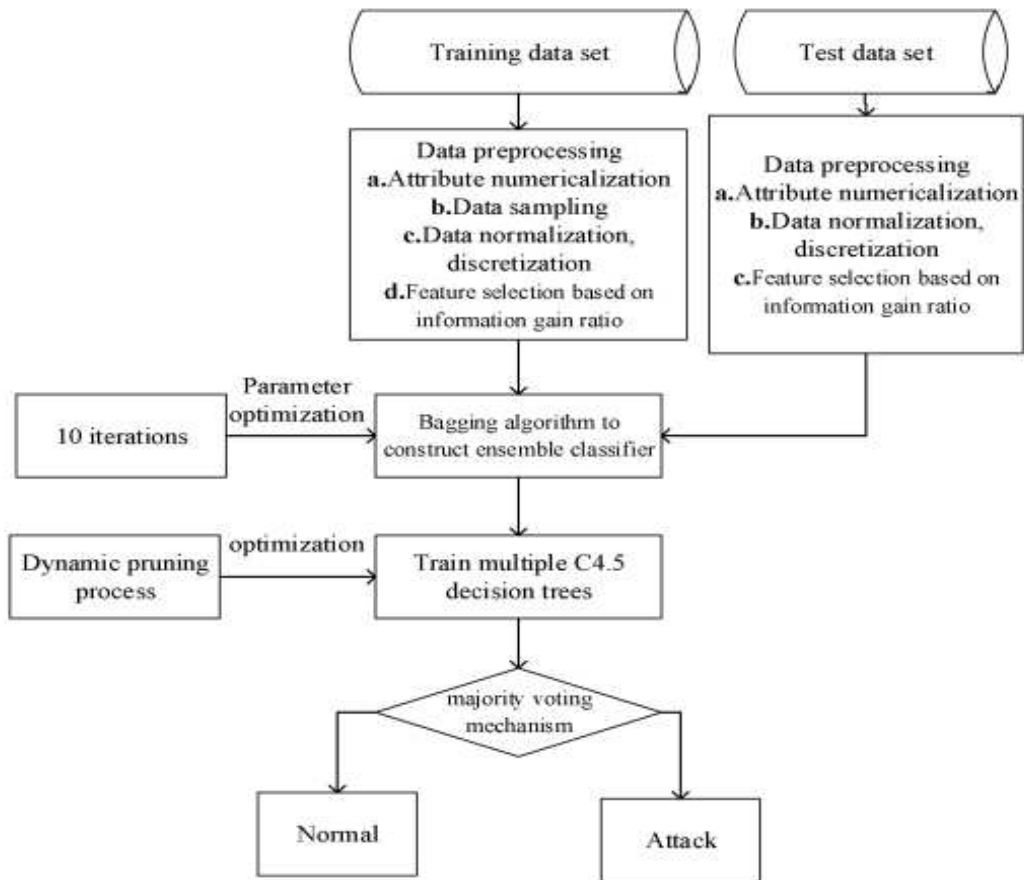 Training data set
Test data set
Data preprocessing
a.Attribute numericalization
b.Data sampling
c.Data normalization,
discretization
d.Feature selection based on
information gain ratio
Data preprocessing
a.Attribute numericalization
b.Data normalization,
discretization
c.Feature selection based on
information gain ratio
10 iterations
Parameter
optimization
Bagging algorithm to
construct ensemble classifier
Dynamic pruning
process
optimization
Train multiple C4.5
decision trees
majority voting
mechanism
Normal
Attack